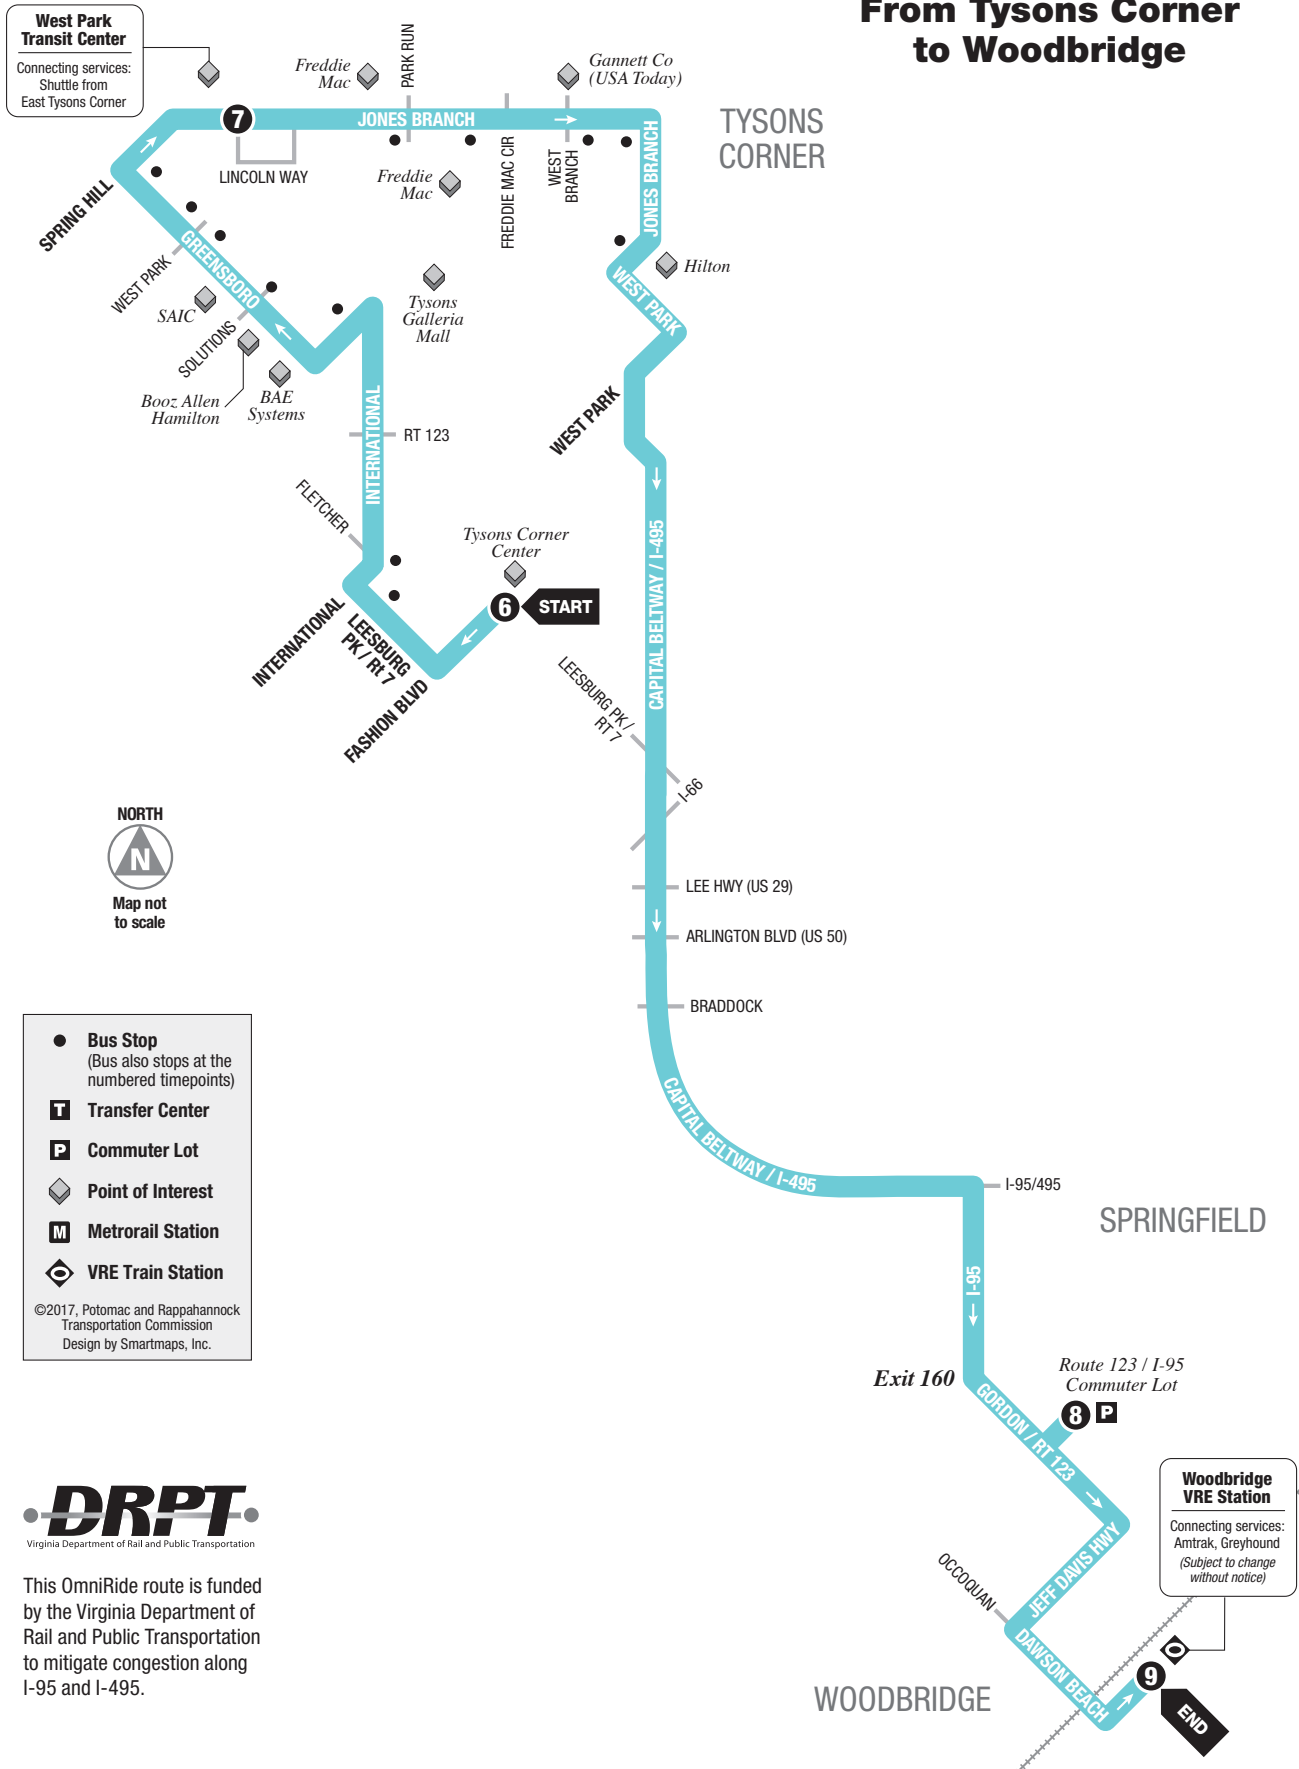 From Tysons Corner
to Woodbridge
West Park
Transit Center
Connecting services:
Shuttle from
East Tysons Corner
Freddie
Mac
PARK RUN
Gannett Co
(USA Today)
TYSONS
CORNER
7
JONES BRANCH
LINCOLN WAY
Freddie
Mac
FREDDIE MAC CIR
WEST
BRANCH
JONES BRANCH
SPRING HILL
GREENSBORO
WEST PARK
SAIC
SOLUTIONS
Booz Allen
Hamilton
BAE
Systems
Tysons
Galleria
Mall
Hilton
WEST PARK
WEST PARK
INTERNATIONAL
RT 123
FLETCHER
Tysons Corner
Center
6
START
INTERNATIONAL
LEESBURG
PK / Rt 7
FASHION BLVD
CAPITAL BELTWAY / I-495
LEESBURG PK /
RT 7
I-66
LEE HWY (US 29)
ARLINGTON BLVD (US 50)
BRADDOCK
NORTH
N
Map not
to scale
CAPITAL BELTWAY / I-495
I-95/495
SPRINGFIELD
I-95
Exit 160
Route 123 / I-95
Commuter Lot
8
P
GORDON / RT 123
Woodbridge
VRE Station
Connecting services:
Amtrak, Greyhound
(Subject to change
without notice)
JEFF DAVIS HWY
OCCOQUAN
DAWSON BEACH
9
END
WOODBRIDGE
Bus Stop
(Bus also stops at the
numbered timepoints)
T Transfer Center
P Commuter Lot
Point of Interest
M Metrorail Station
VRE Train Station
©2017, Potomac and Rappahannock
Transportation Commission
Design by Smartmaps, Inc.
DRPT
Virginia Department of Rail and Public Transportation
This OmniRide route is funded
by the Virginia Department of
Rail and Public Transportation
to mitigate congestion along
I-95 and I-495.